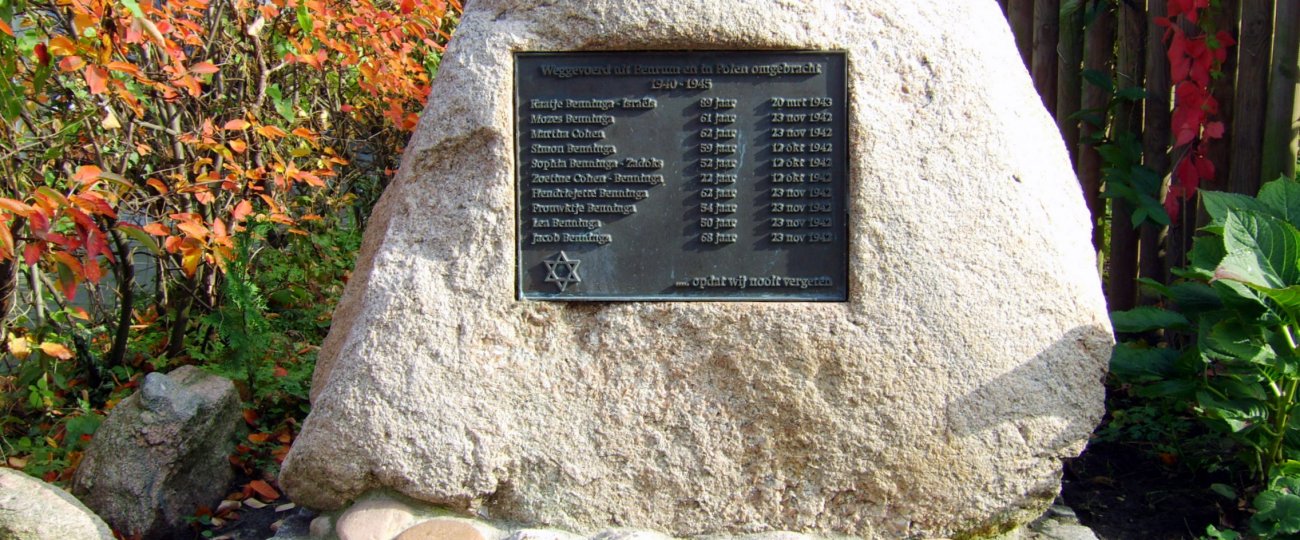 Weggevoerd uit Bentum en in Polen omgebracht
1940 - 1945
Kaatje Benninga - Israëls 89 jaar 20 mrt 1943
Mozes Benninga 61 jaar 23 nov 1942
Martha Cohen 62 jaar 23 nov 1942
Simon Benninga 59 jaar 12 okt 1942
Sophia Benninga - Zadoks 52 jaar 12 okt 1942
Zoetine Cohen - Benninga 22 jaar 12 okt 1942
Hendriejette Benninga 62 jaar 23 nov 1942
Frouwktje Benninga 54 jaar 23 nov 1942
Lea Benninga 50 jaar 23 nov 1942
Jacob Benninga 68 jaar 23 nov 1942
.... opdat wij nooit vergeten